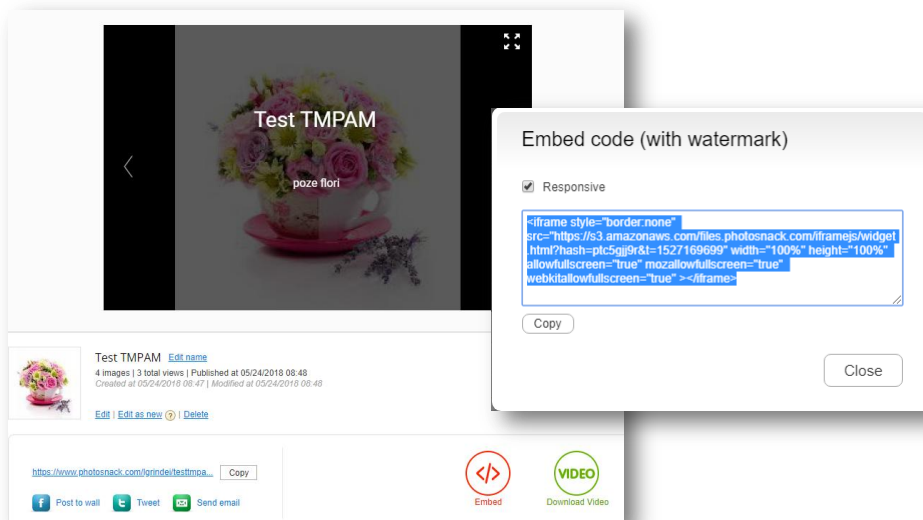 Test TMPAM
poze flori
Embed code (with watermark)
Responsive
<iframe style="border:none"
src="https://s3.amazonaws.com/files.photosnack.com/iframejs/widget
.html?hash=ptc5gjj9r&t=1527169699" width="100%" height="100%"
allowfullscreen="true" mozallowfullscreen="true"
webkitallowfullscreen="true" ></iframe>
Copy
Close
Test TMPAM Edit name
4 images | 3 total views | Published at 05/24/2018 08:48
Created at 05/24/2018 08:47 | Modified at 05/24/2018 08:48
Edit | Edit as new ? | Delete
https://www.photosnack.com/lgrindei/testtmpa... Copy
Post to wall Tweet Send email
</>
Embed
VIDEO
Download Video